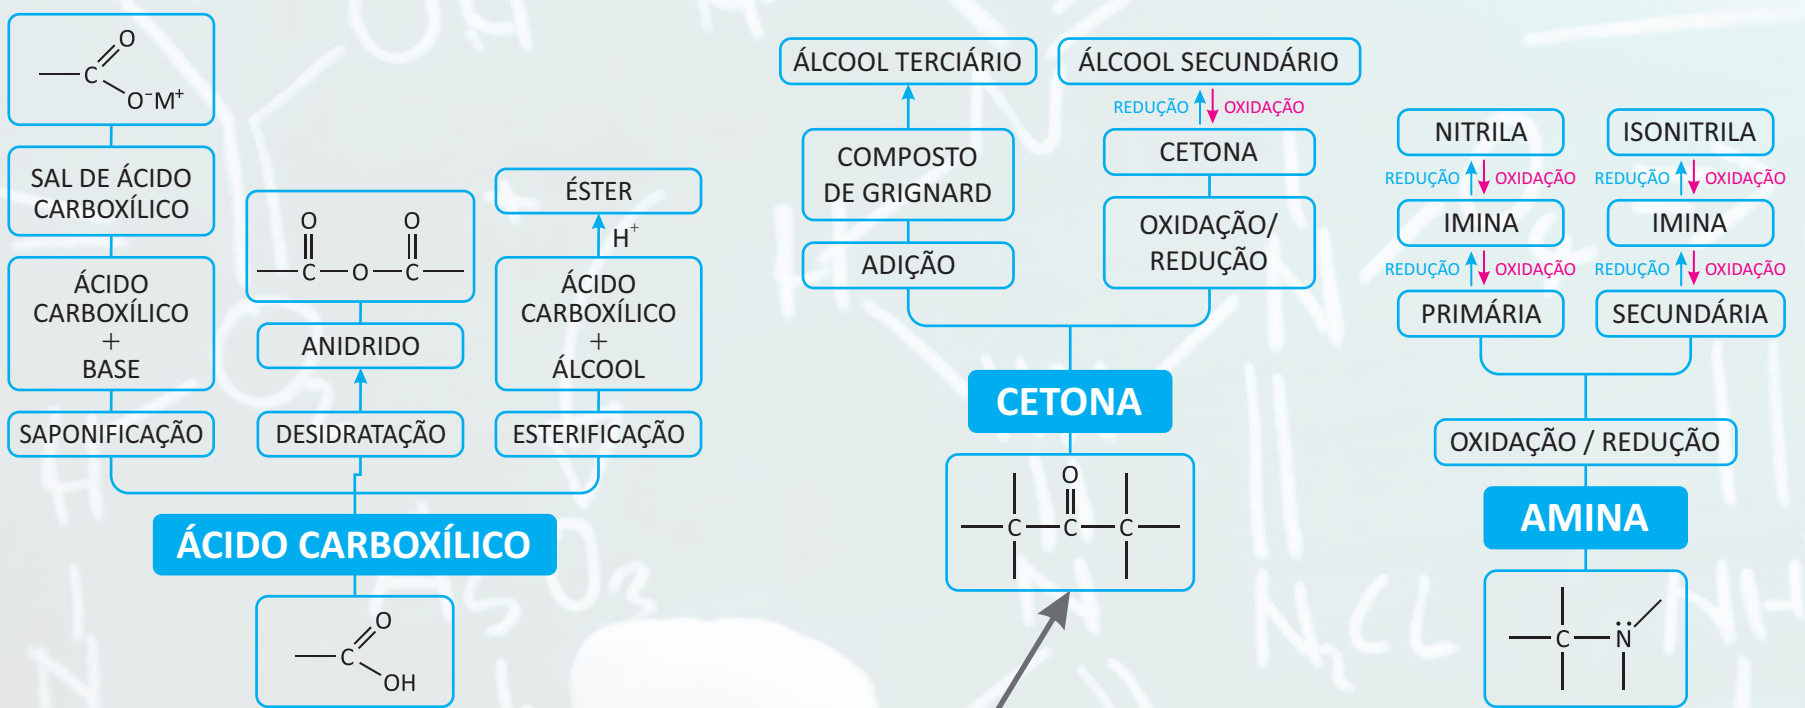 O
C
O⁻M⁺
SAL DE ÁCIDO
CARBOXÍLICO
ÁCIDO
CARBOXÍLICO
+
BASE
SAPONIFICAÇÃO
O O
C O C
ANIDRIDO
DESIDRATAÇÃO
ÉSTER
H⁺
ÁCIDO
CARBOXÍLICO
+
ÁLCOOL
ESTERIFICAÇÃO
ÁCIDO CARBOXÍLICO
O
C
OH
ÁLCOOL TERCIÁRIO
COMPOSTO
DE GRIGNARD
ADIÇÃO
ÁLCOOL SECUNDÁRIO
REDUÇÃO OXIDAÇÃO
CETONA
OXIDAÇÃO/
REDUÇÃO
CETONA
O
C C C
NITRILA
REDUÇÃO OXIDAÇÃO
IMINA
REDUÇÃO OXIDAÇÃO
PRIMÁRIA
ISONITRILA
REDUÇÃO OXIDAÇÃO
IMINA
REDUÇÃO OXIDAÇÃO
SECUNDÁRIA
OXIDAÇÃO / REDUÇÃO
AMINA
C N̈